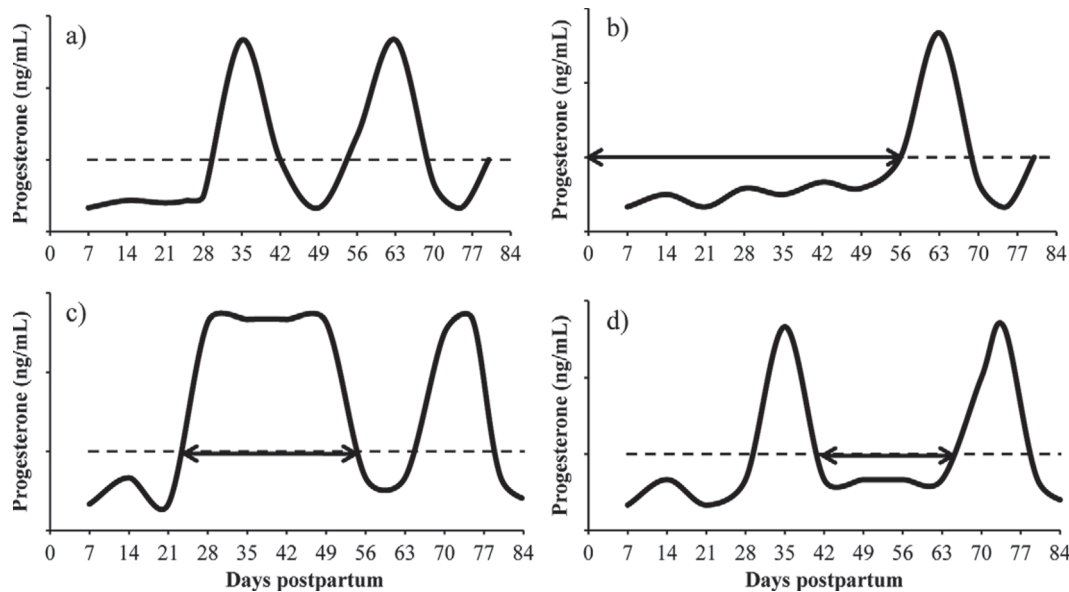 a)
Progesterone (ng/mL)
0 7 14 21 28 35 42 49 56 63 70 77 84
b)
Progesterone (ng/mL)
0 7 14 21 28 35 42 49 56 63 70 77 84
c)
Progesterone (ng/mL)
0 7 14 21 28 35 42 49 56 63 70 77 84
Days postpartum
d)
Progesterone (ng/mL)
0 7 14 21 28 35 42 49 56 63 70 77 84
Days postpartum